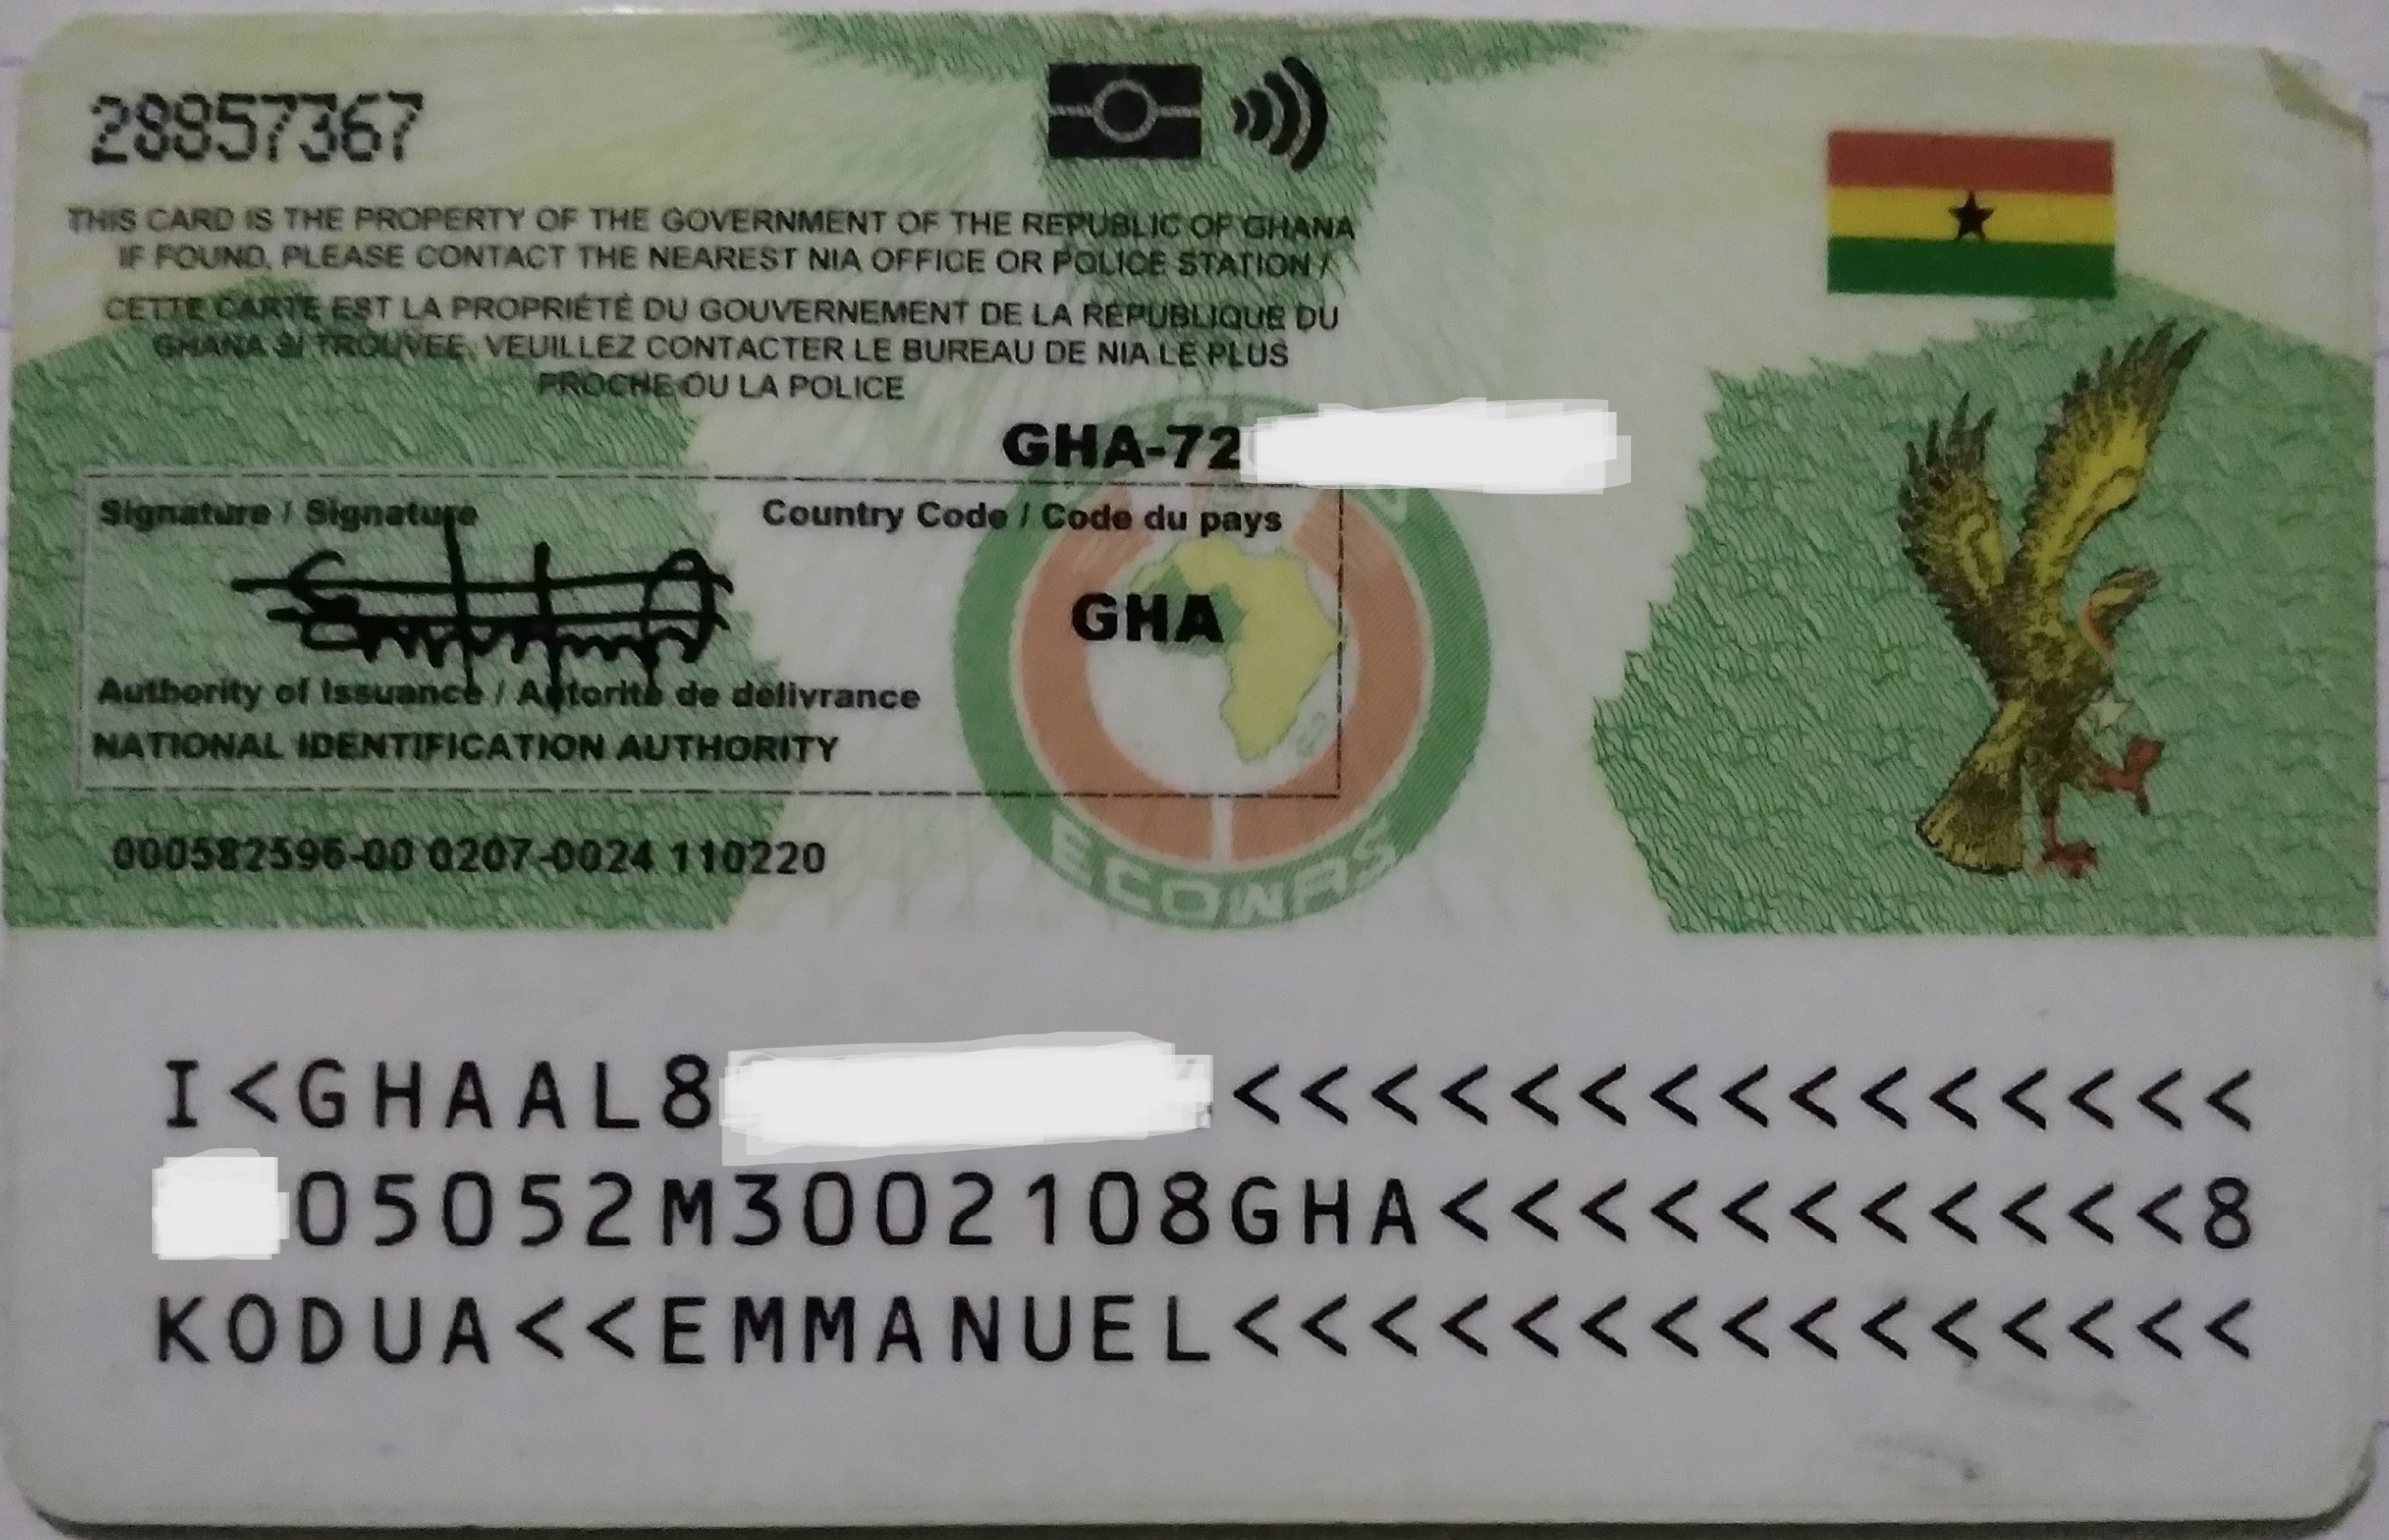 28857367
THIS CARD IS THE PROPERTY OF THE GOVERNMENT OF THE REPUBLIC OF GHANA
IF FOUND, PLEASE CONTACT THE NEAREST NIA OFFICE OR POLICE STATION /
CETTE CARTE EST LA PROPRIÉTÉ DU GOUVERNEMENT DE LA RÉPUBLIQUE DU
GHANA SI TROUVEE, VEUILLEZ CONTACTER LE BUREAU DE NIA LE PLUS
PROCHE OU LA POLICE
GHA-72
Signature / Signature
Country Code / Code du pays
GHA
Authority of Issuance / Autorité de délivrance
NATIONAL IDENTIFICATION AUTHORITY
000582596-00 0207-0024 110220
ECOWAS
I<GHAAL8
<<<<<<<<<<<<<<<
05052M3002108GHA<<<<<<<<<<<8
KODUA<<EMMANUEL<<<<<<<<<<<<<<<